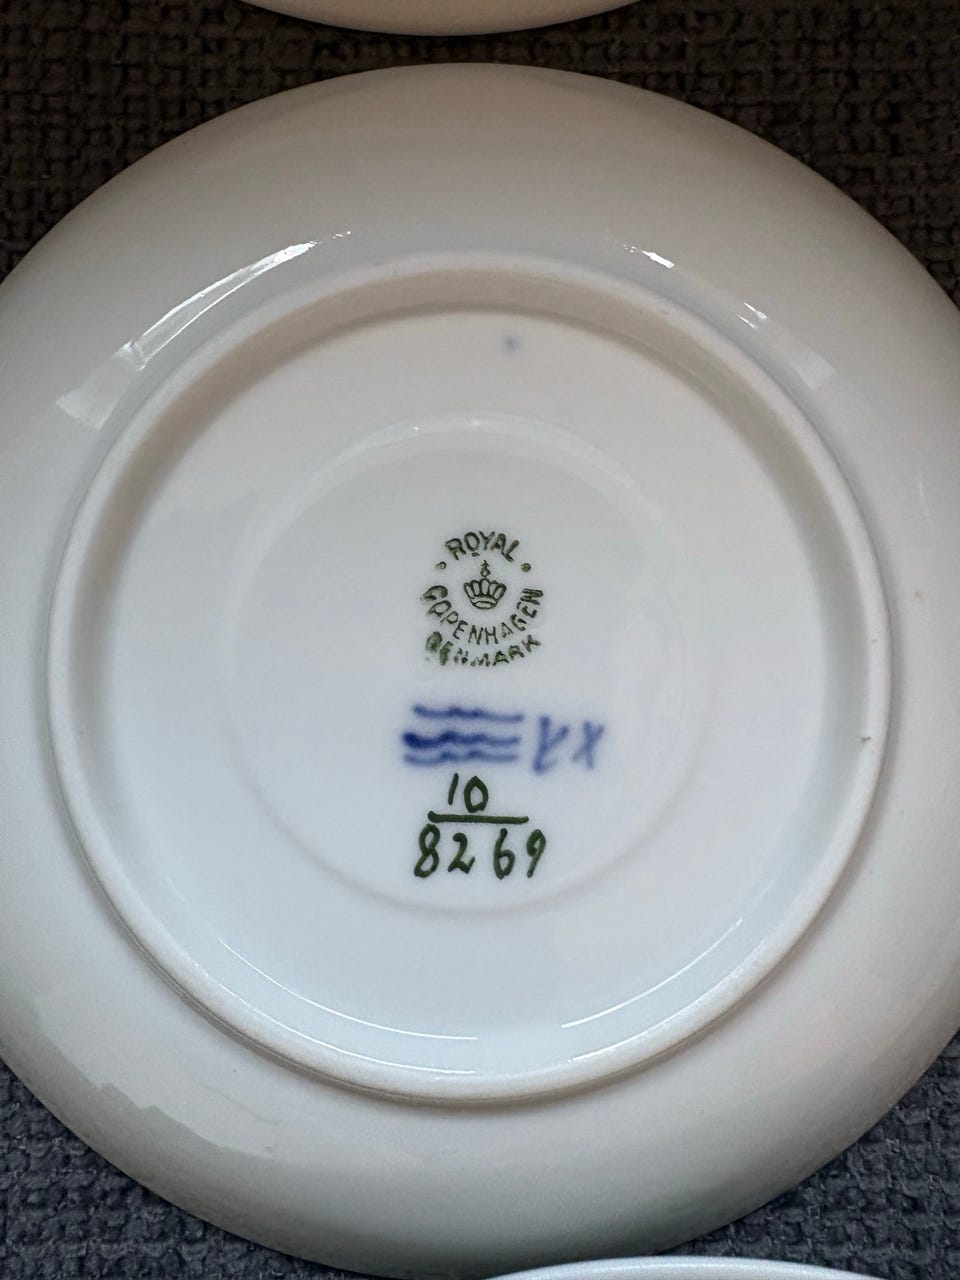 ROYAL
COPENHAGEN
DENMARK
10
8269